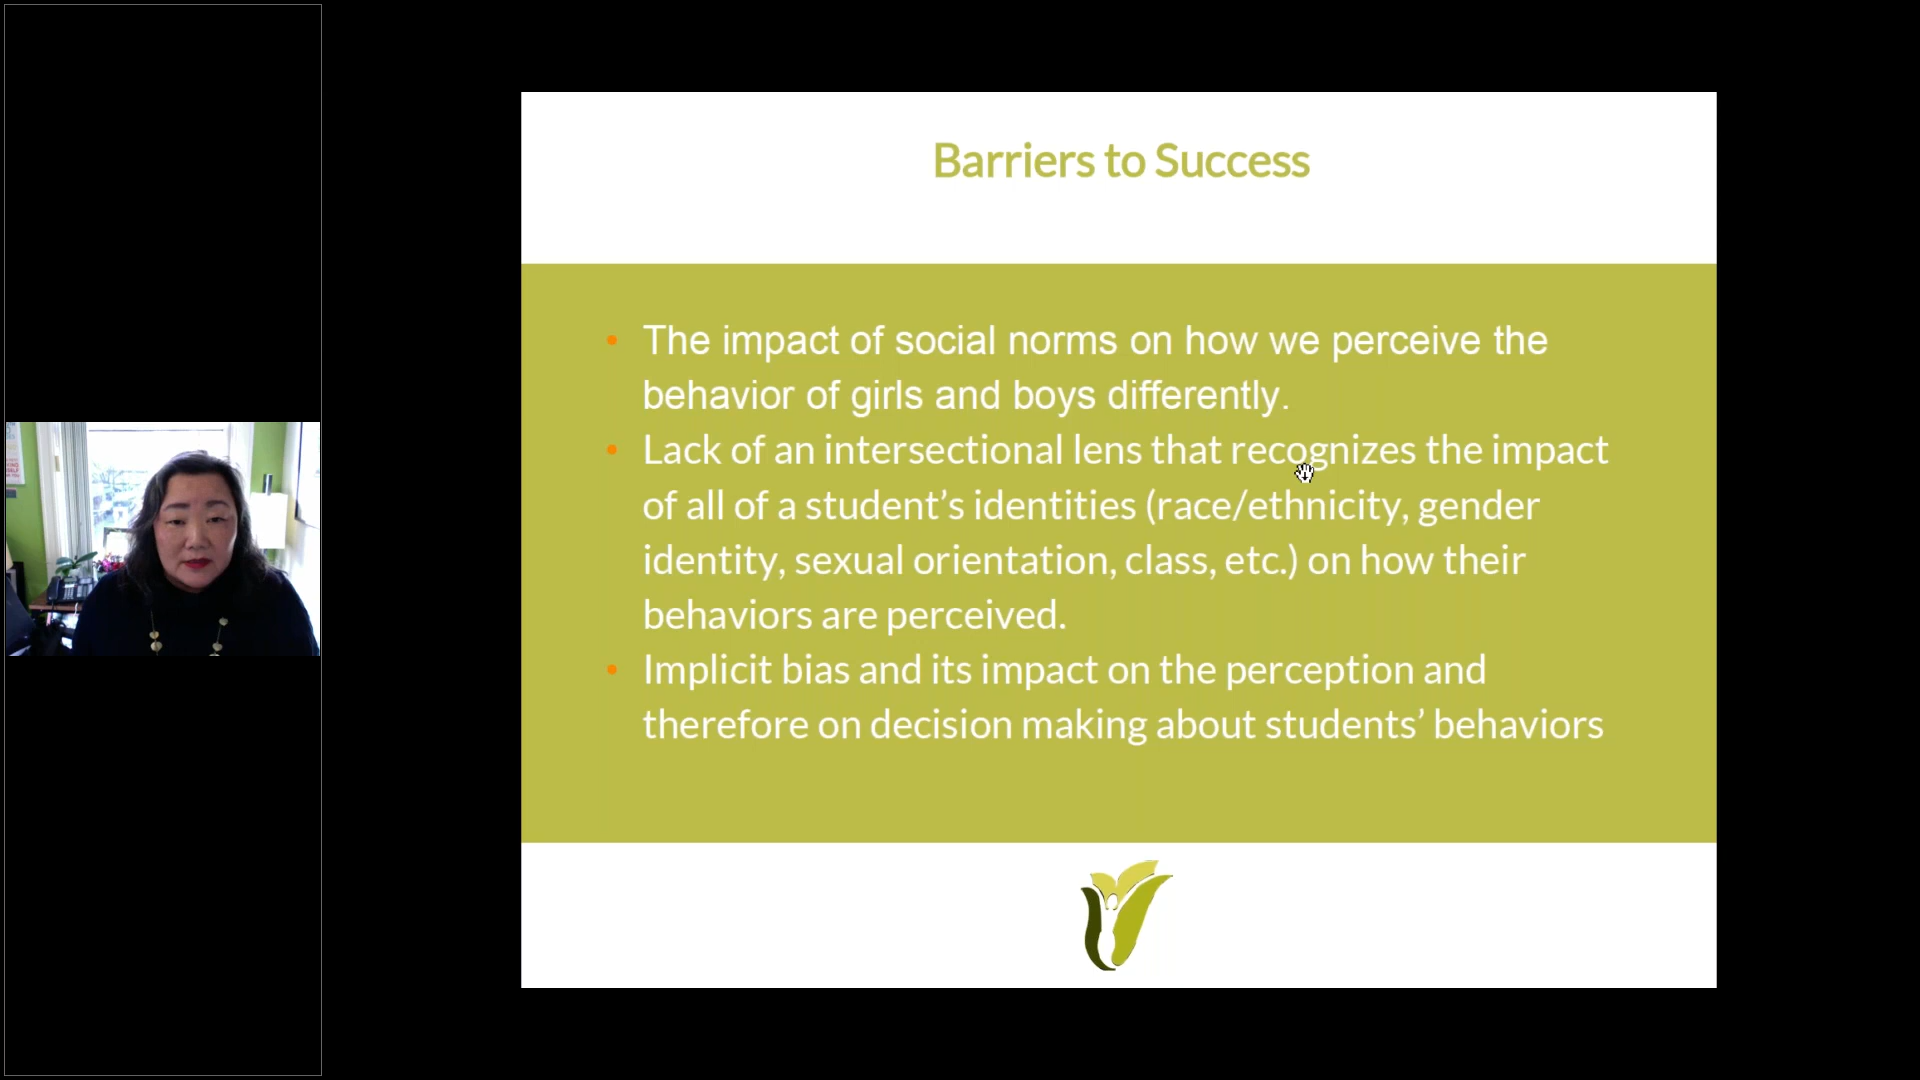 Barriers to Success
• The impact of social norms on how we perceive the
behavior of girls and boys differently.
• Lack of an intersectional lens that recognizes the impact
of all of a student’s identities (race/ethnicity, gender
identity, sexual orientation, class, etc.) on how their
behaviors are perceived.
• Implicit bias and its impact on the perception and
therefore on decision making about students’ behaviors